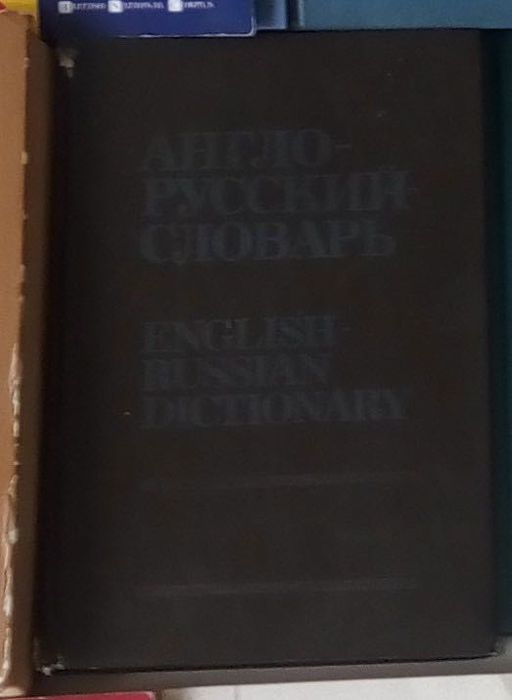 АНГЛО-
РУССКИЙ
СЛОВАРЬ
ENGLISH-
RUSSIAN
DICTIONARY